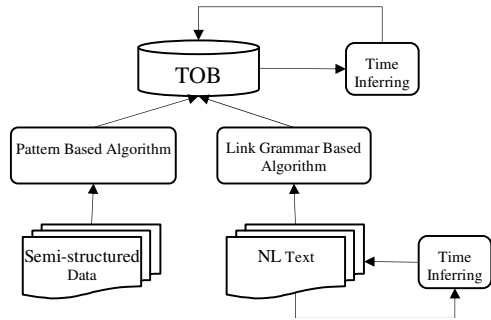 TOB
Time
Inferring
Pattern Based Algorithm
Link Grammar Based
Algorithm
Semi-structured
Data
NL Text
Time
Inferring